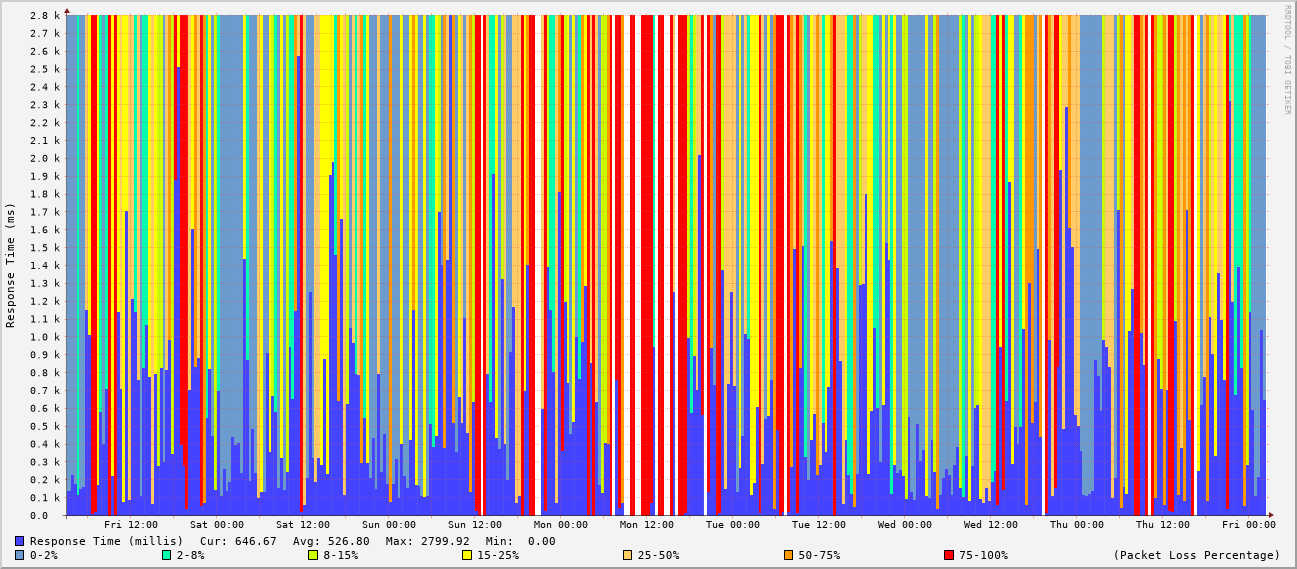 RRDTOOL / TOBI OETIKER
Response Time (ms)
2.8 k
2.7 k
2.6 k
2.5 k
2.4 k
2.3 k
2.2 k
2.1 k
2.0 k
1.9 k
1.8 k
1.7 k
1.6 k
1.5 k
1.4 k
1.3 k
1.2 k
1.1 k
1.0 k
0.9 k
0.8 k
0.7 k
0.6 k
0.5 k
0.4 k
0.3 k
0.2 k
0.1 k
0.0
Fri 12:00 Sat 00:00 Sat 12:00 Sun 00:00 Sun 12:00 Mon 00:00 Mon 12:00 Tue 00:00 Tue 12:00 Wed 00:00 Wed 12:00 Thu 00:00 Thu 12:00 Fri 00:00
Response Time (millis) Cur: 646.67 Avg: 526.80 Max: 2799.92 Min: 0.00
0-2% 2-8% 8-15% 15-25% 25-50% 50-75% 75-100% (Packet Loss Percentage)